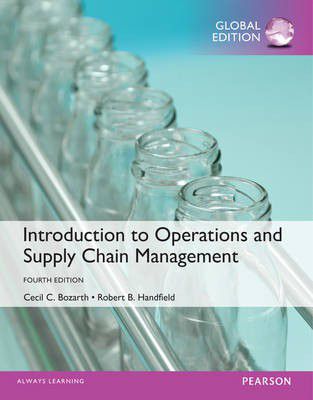 GLOBAL
EDITION
Introduction to Operations and
Supply Chain Management
FOURTH EDITION
Cecil C. Bozarth • Robert B. Handfield
ALWAYS LEARNING
PEARSON